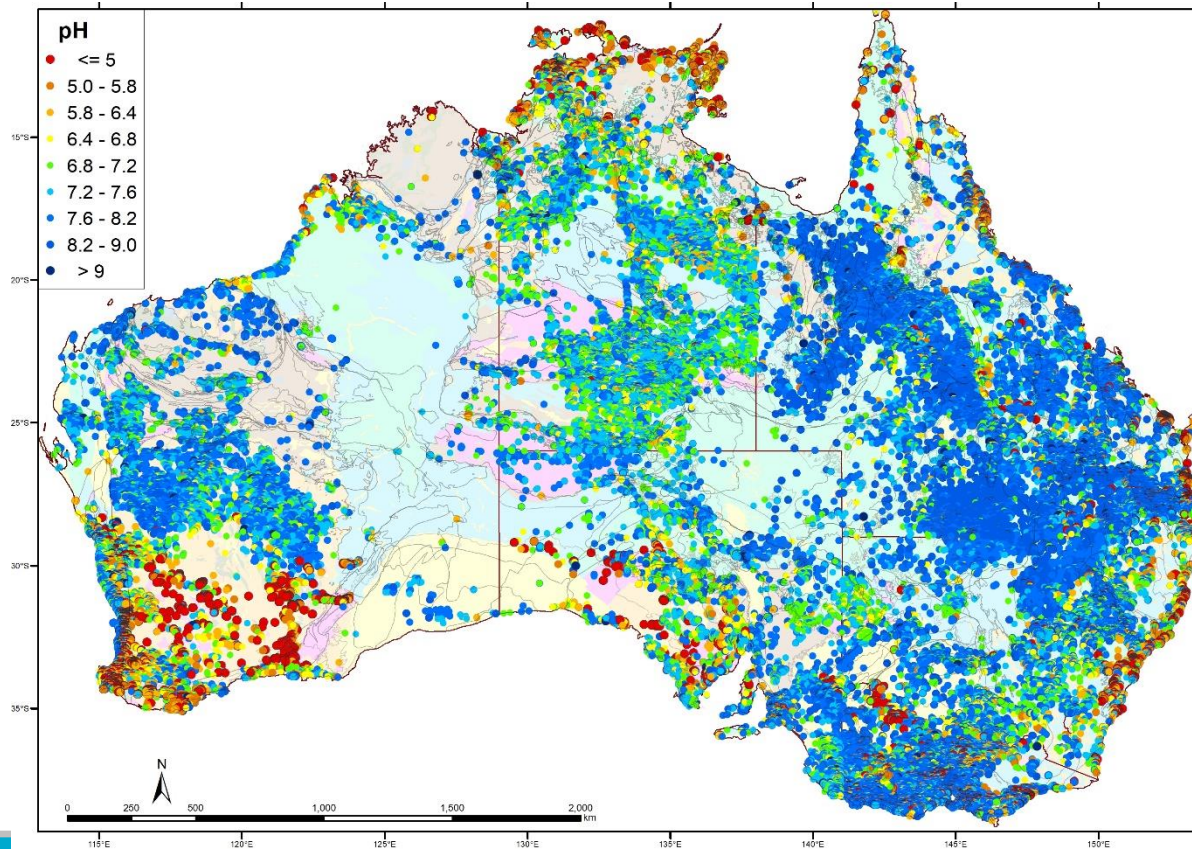 pH
<= 5
5.0 - 5.8
5.8 - 6.4
6.4 - 6.8
6.8 - 7.2
7.2 - 7.6
7.6 - 8.2
8.2 - 9.0
> 9
15°S
20°S
25°S
30°S
35°S
N
0 250 500 1,000 1,500 2,000
km
115°E 120°E 125°E 130°E 135°E 140°E 145°E 150°E